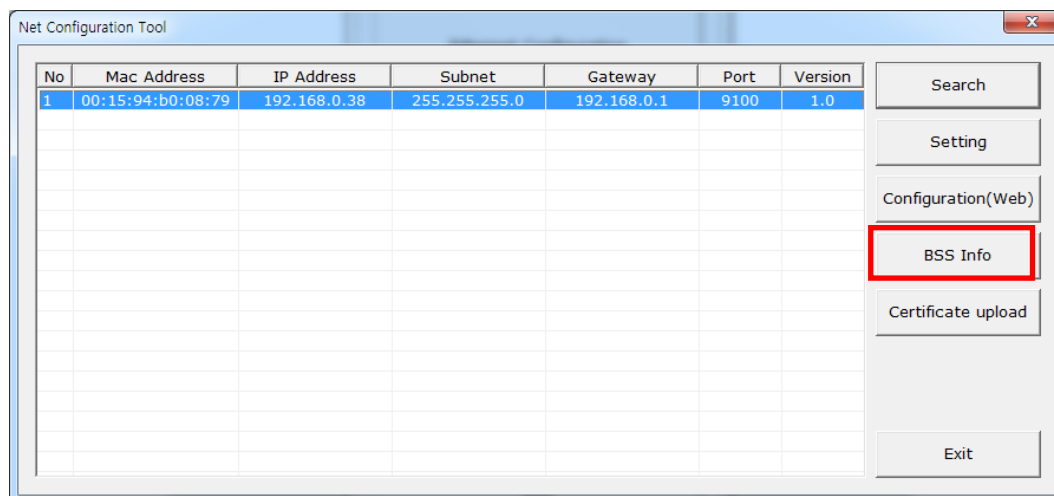 Net Configuration Tool
No Mac Address IP Address Subnet Gateway Port Version
1 00:15:94:b0:08:79 192.168.0.38 255.255.255.0 192.168.0.1 9100 1.0
Search
Setting
Configuration(Web)
BSS Info
Certificate upload
Exit